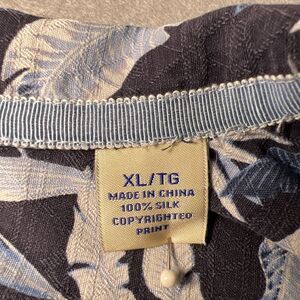 XL/TG
MADE IN CHINA
100% SILK
COPYRIGHTED
PRINT